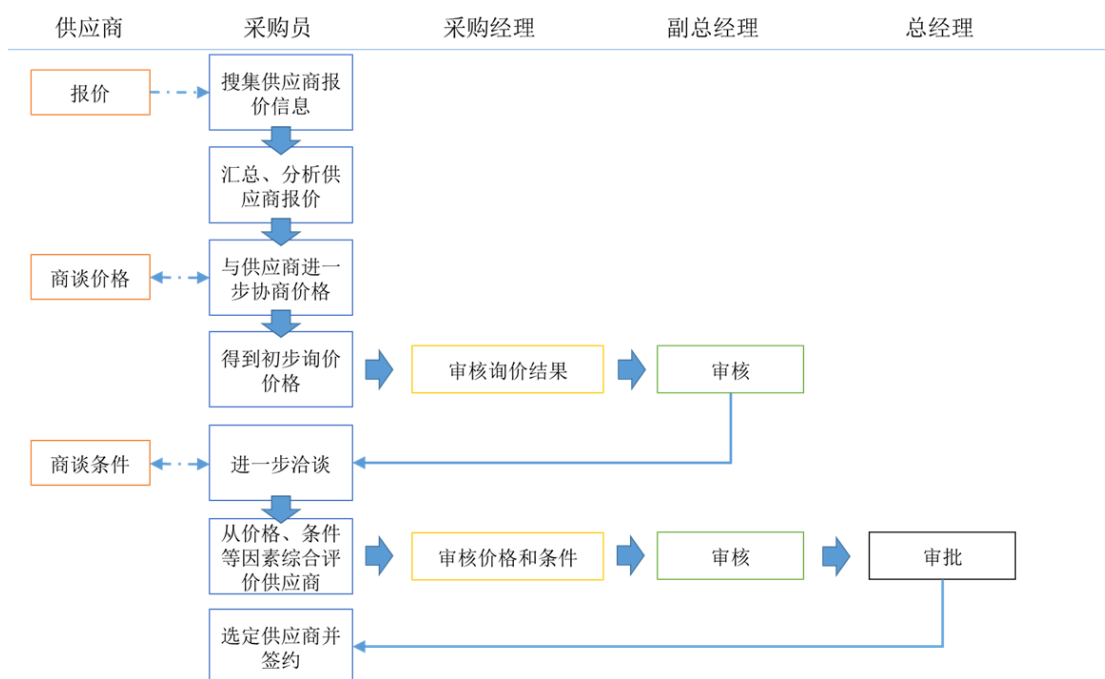 供应商 采购员 采购经理 副总经理 总经理
报价
搜集供应商报
价信息
汇总、分析供
应商报价
商谈价格
与供应商进一
步协商价格
得到初步询价
价格
审核询价结果
审核
商谈条件
进一步洽谈
从价格、条件
等因素综合评
价供应商
审核价格和条件
审核
审批
选定供应商并
签约